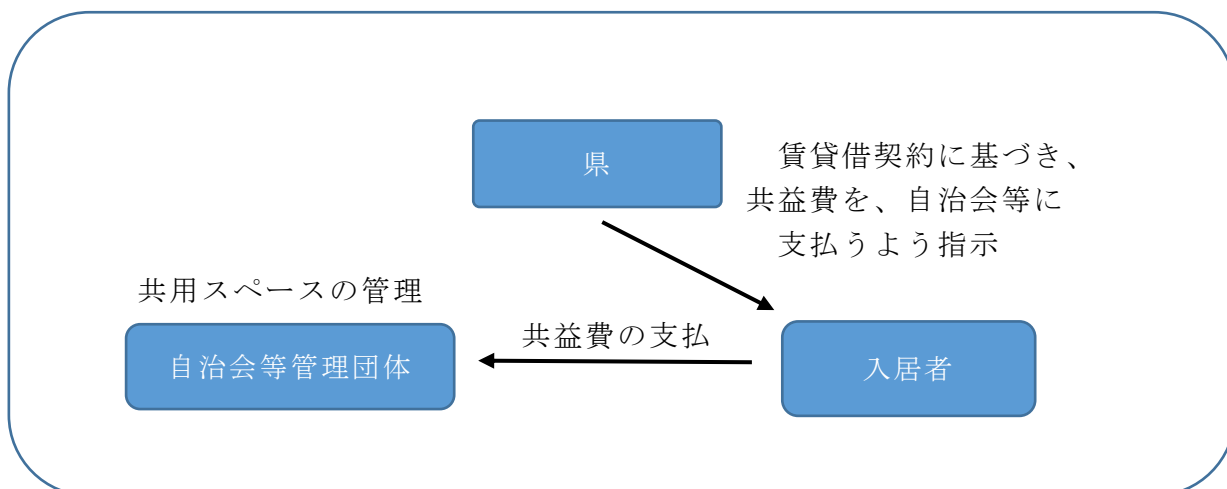 県
賃貸借契約に基づき、
共益費を、自治会等に
支払うよう指示
共用スペースの管理
自治会等管理団体
共益費の支払
入居者